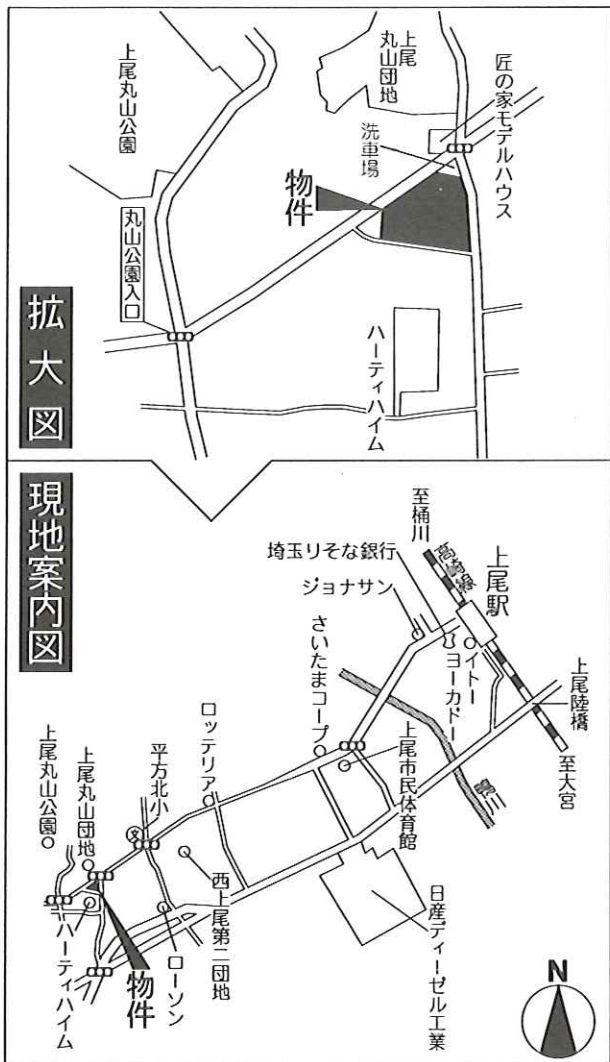 上尾丸山公園
上尾
丸山団地
匠の家モデルハウス
洗車場
物件
丸山公園入口
ハーティハイム
拡大図
現地案内図
至桶川
高崎線
上尾駅
埼玉りそな銀行
ジョナサン
イトー
ヨーカドー
上尾陸橋
至大宮
さいたまコープ
上尾市民体育館
ロッテリア
平方北小
文
上尾丸山団地
上尾丸山公園
西上尾第二団地
日産ディーゼル工業
ローソン
ハーティハイム
物件
N